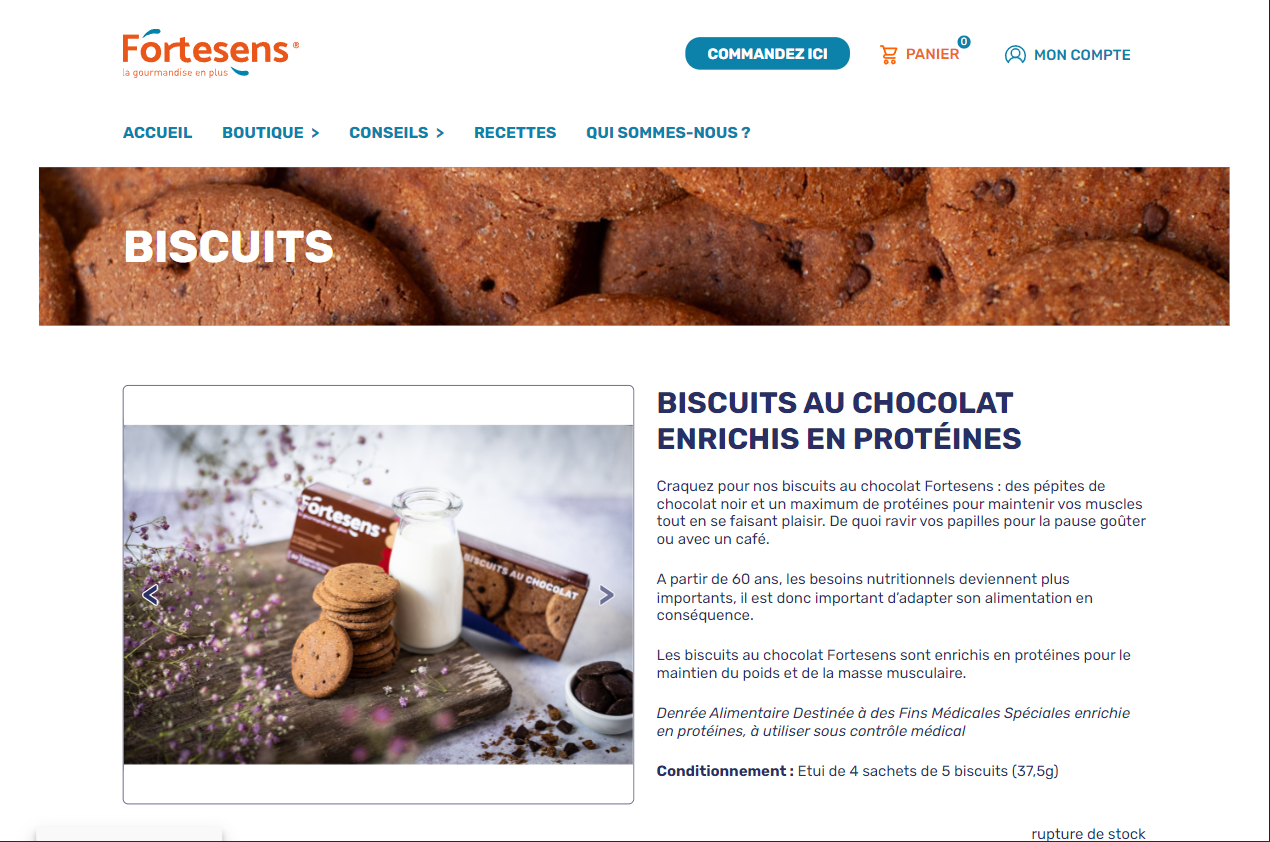 Fortesens ®
la gourmandise en plus
COMMANDEZ ICI
PANIER
0
MON COMPTE
ACCUEIL
BOUTIQUE >
CONSEILS >
RECETTES
QUI SOMMES-NOUS ?
BISCUITS
Fortesens
la gourmandise en plus
BISCUITS AU CHOCOLAT
BISCUITS AU CHOCOLAT
ENRICHIS EN PROTÉINES
Craquez pour nos biscuits au chocolat Fortesens : des pépites de
chocolat noir et un maximum de protéines pour maintenir vos muscles
tout en se faisant plaisir. De quoi ravir vos papilles pour la pause goûter
ou avec un café.
A partir de 60 ans, les besoins nutritionnels deviennent plus
importants, il est donc important d’adapter son alimentation en
conséquence.
Les biscuits au chocolat Fortesens sont enrichis en protéines pour le
maintien du poids et de la masse musculaire.
Denrée Alimentaire Destinée à des Fins Médicales Spéciales enrichie
en protéines, à utiliser sous contrôle médical
Conditionnement : Etui de 4 sachets de 5 biscuits (37,5g)
rupture de stock